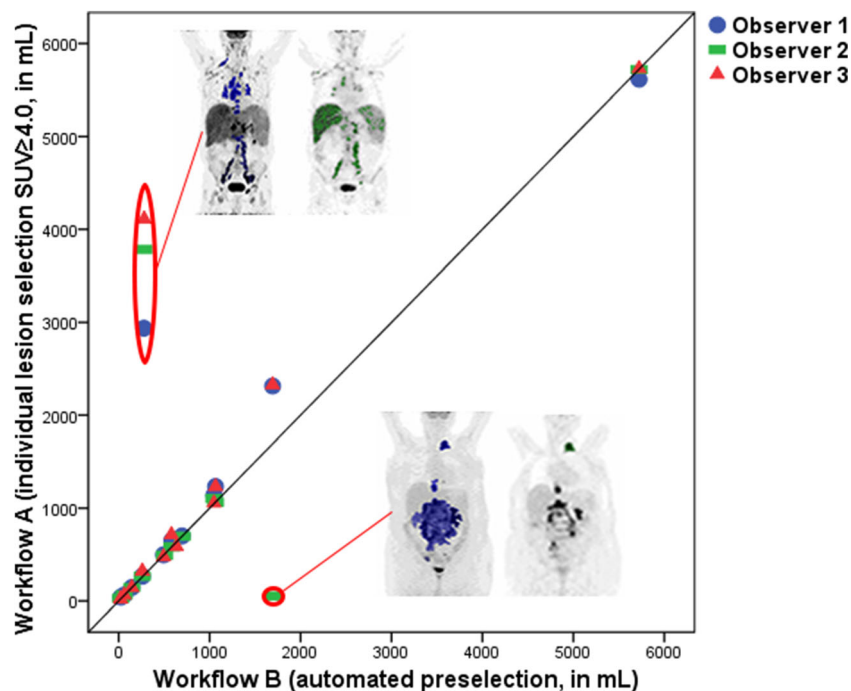 Observer 1
Observer 2
Observer 3
Workflow A (individual lesion selection SUV≥4.0, in mL)
6000
5000
4000
3000
2000
1000
0
0 1000 2000 3000 4000 5000 6000
Workflow B (automated preselection, in mL)